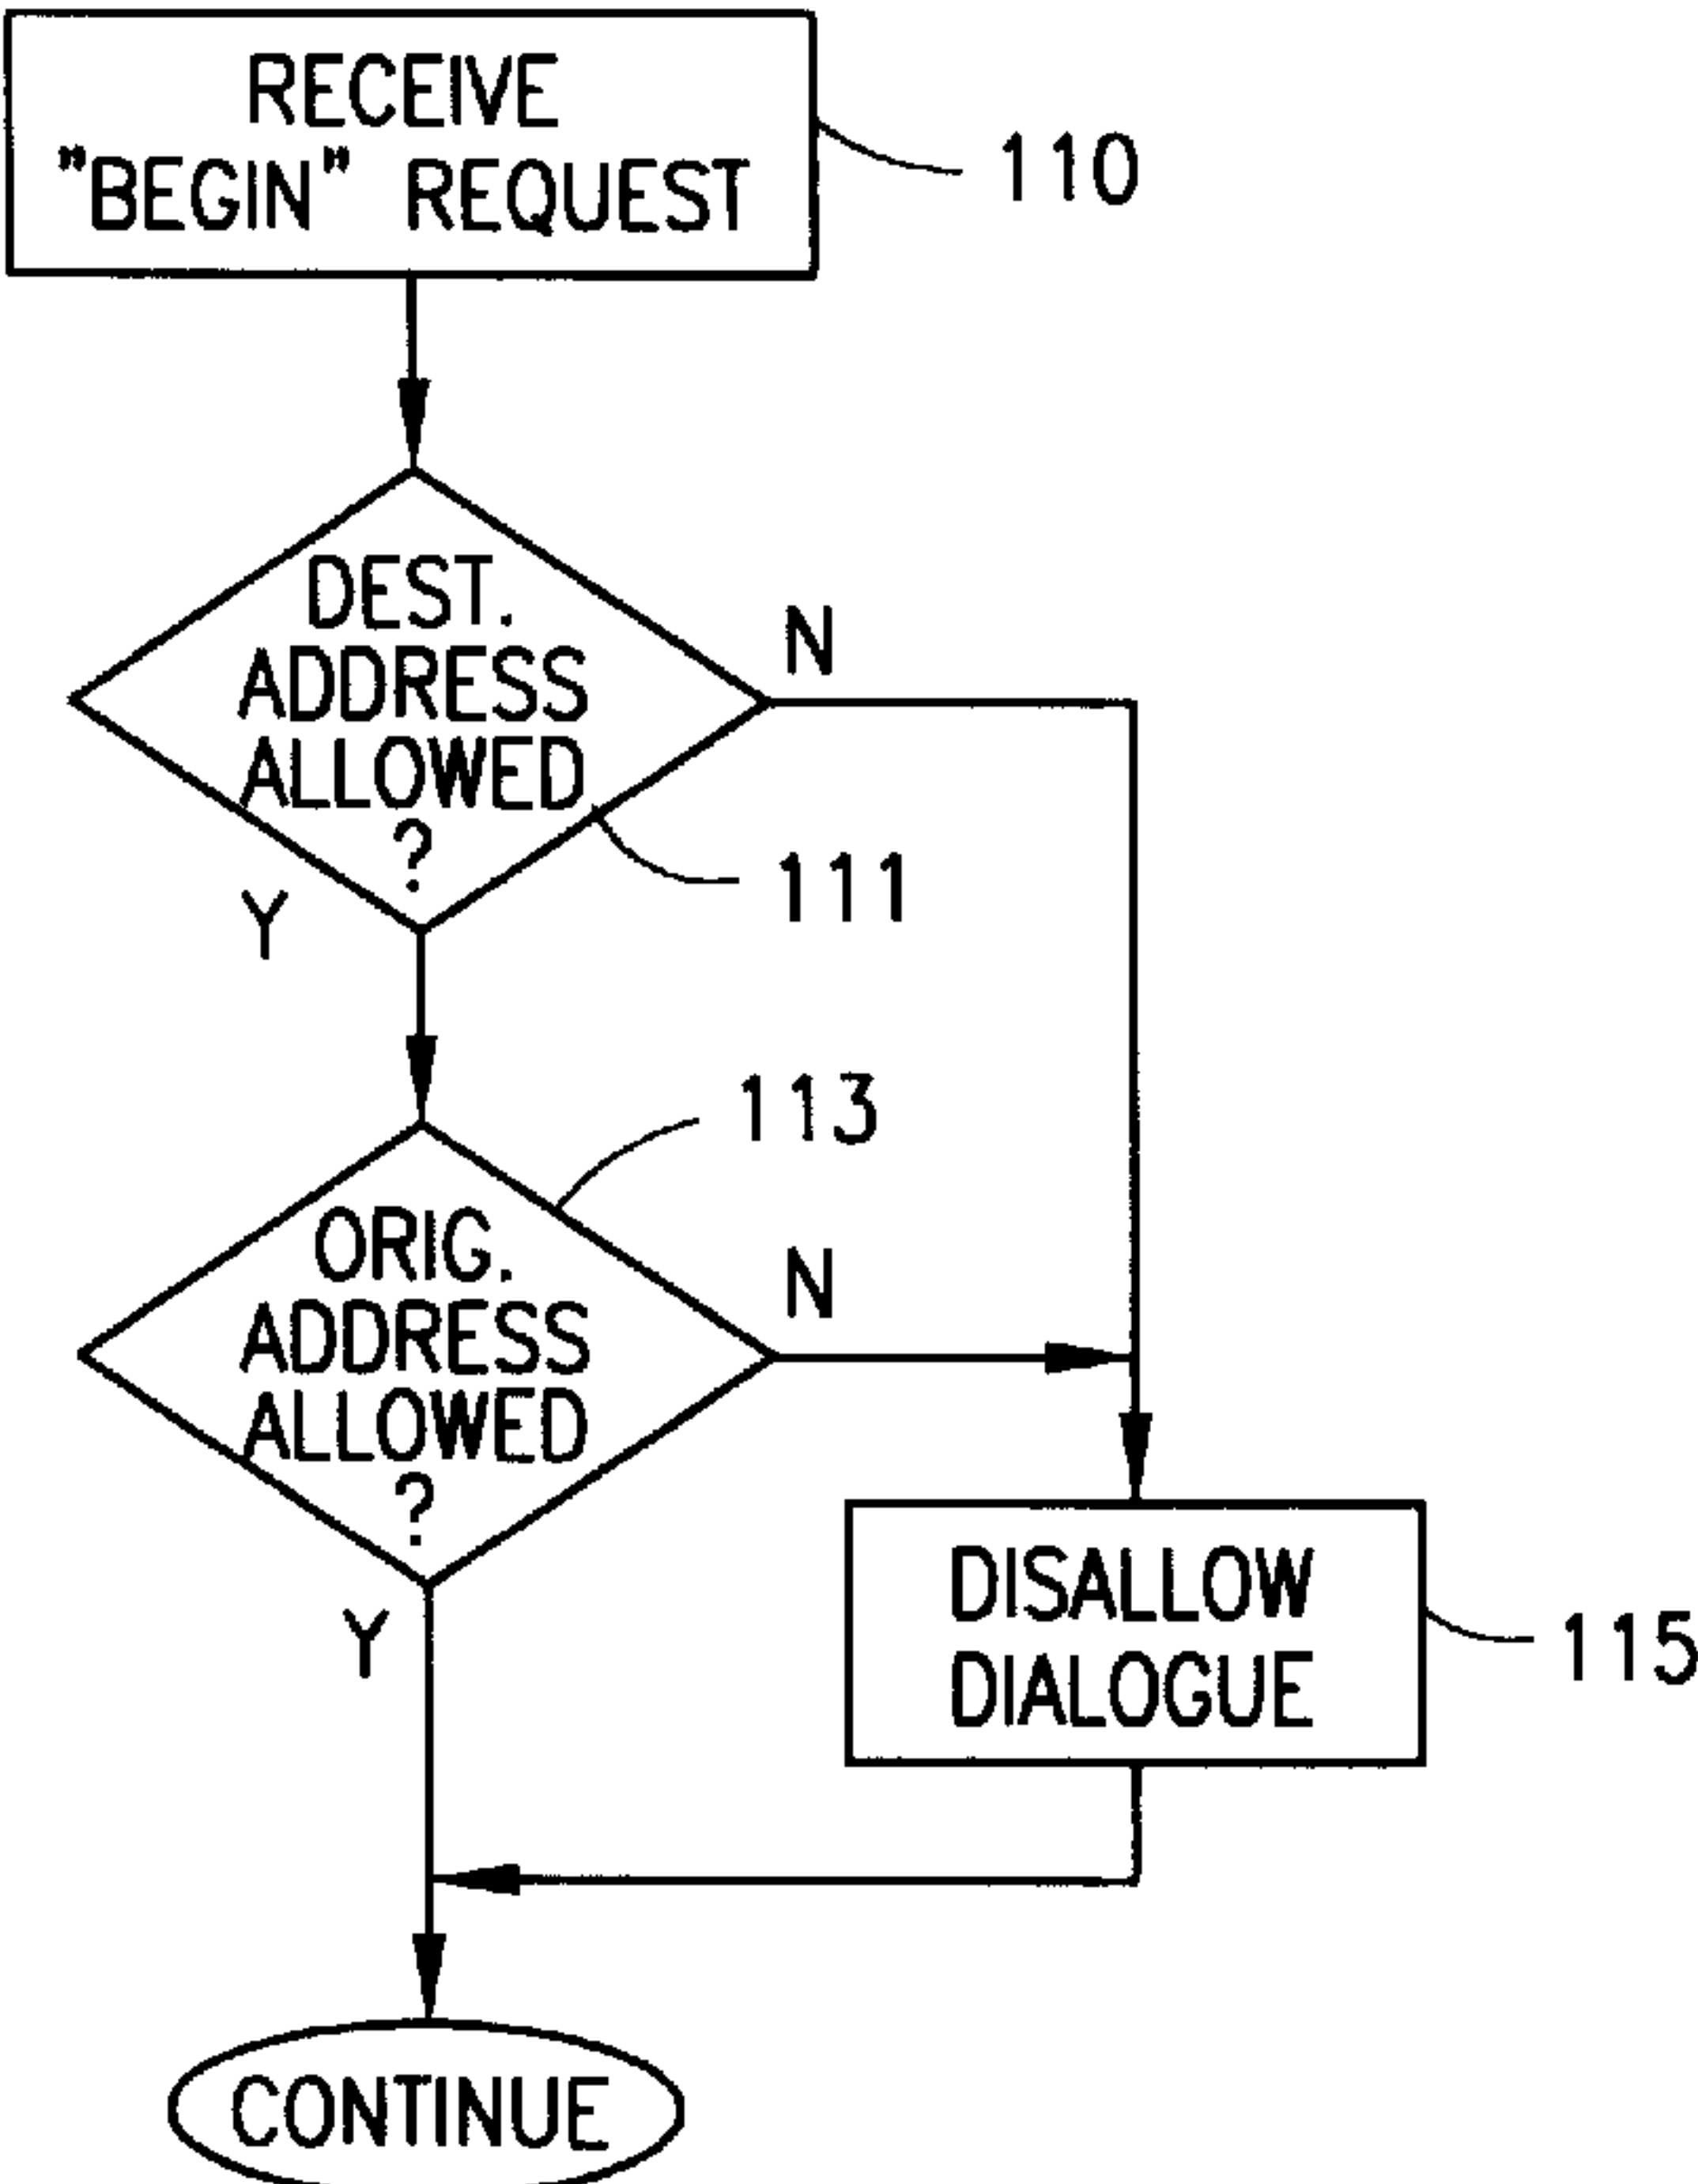 RECEIVE
"BEGIN" REQUEST
110
DEST.
ADDRESS
ALLOWED
?
N
111
Y
113
ORIG.
ADDRESS
ALLOWED
?
N
Y
DISALLOW
DIALOGUE
115
CONTINUE